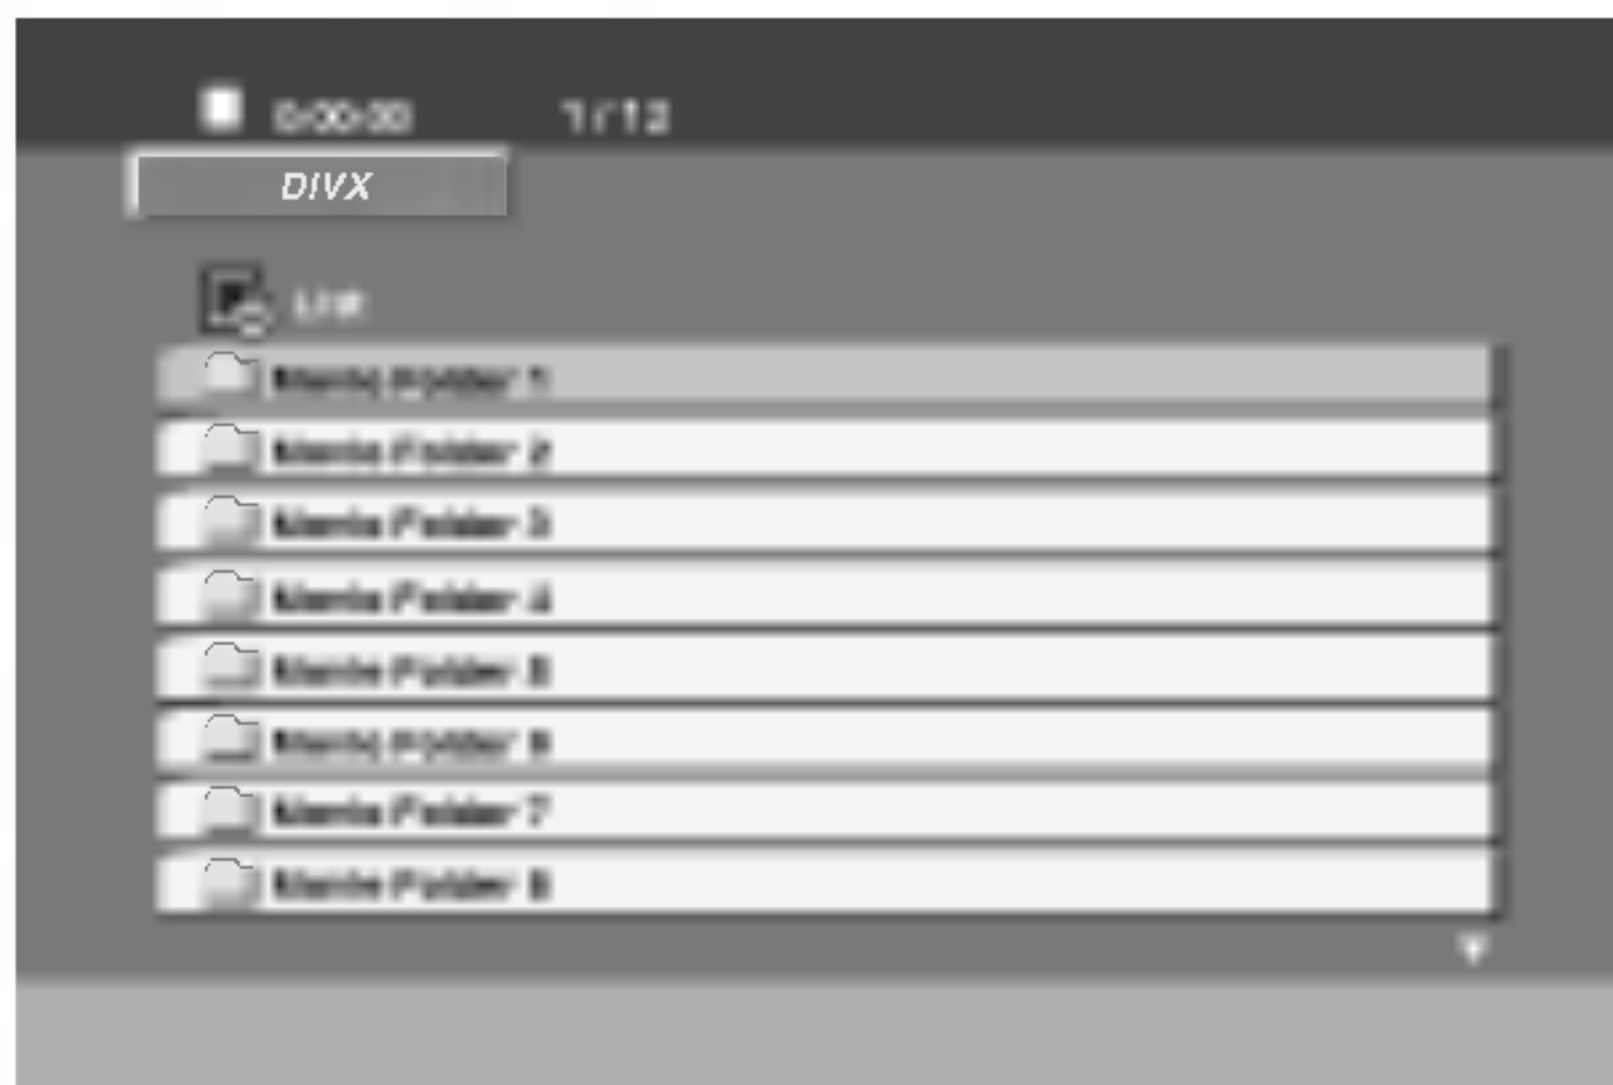 0:00:00 1 / 12
DIVX
List
Movie Folder 1
Movie Folder 2
Movie Folder 3
Movie Folder 4
Movie Folder 5
Movie Folder 6
Movie Folder 7
Movie Folder 8